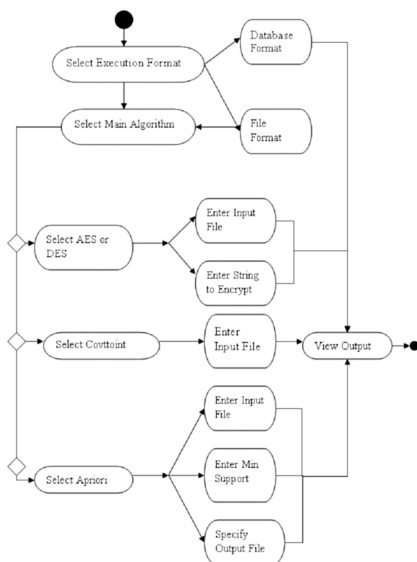 Database
Format
Select Execution Format
Select Main Algorithm
File
Format
Select AES or
DES
Enter Input
File
Enter String
to Encrypt
Select Covttoint
Enter
Input File
View Output
Enter Input
File
Select Apriori
Enter Min
Support
Specify
Output File